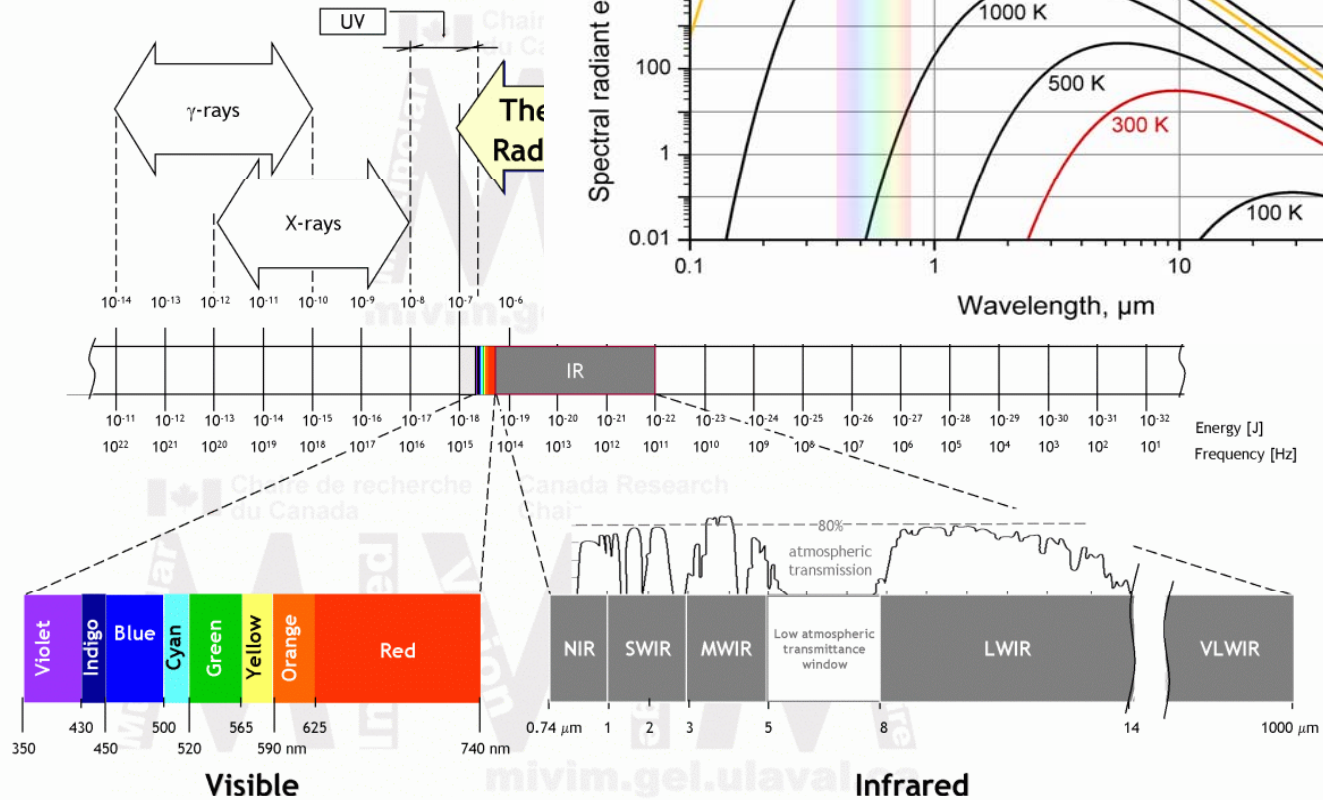 UV
Chair
du Ca
γ-rays
X-rays
The
Rad
mivim.g
Spectral radiant e
100
1
0.01
1000 K
500 K
300 K
100 K
0.1 1 10
Wavelength, µm
10-14 10-13 10-12 10-11 10-10 10-9 10-8 10-7 10-6
IR
10-11 10-12 10-13 10-14 10-15 10-16 10-17 10-18 10-19 10-20 10-21 10-22 10-23 10-24 10-25 10-26 10-27 10-28 10-29 10-30 10-31 10-32 Energy [J]
1022 1021 1020 1019 1018 1017 1016 1015 1014 1013 1012 1011 1010 109 108 107 106 105 104 103 102 101 Frequency [Hz]
Chaire de recherche
du Canada
Canada Research
Chair
80%
atmospheric
transmission
Violet Indigo Blue Cyan Green Yellow Orange Red
NIR SWIR MWIR
Low atmospheric
transmittance
window
LWIR VLWIR
430 500 565 625
350 450 520 590 nm 740 nm
0.74 µm 1 2 3 5 8 14 1000 µm
Visible
Infrared
mivim.gel.ulaval.ca